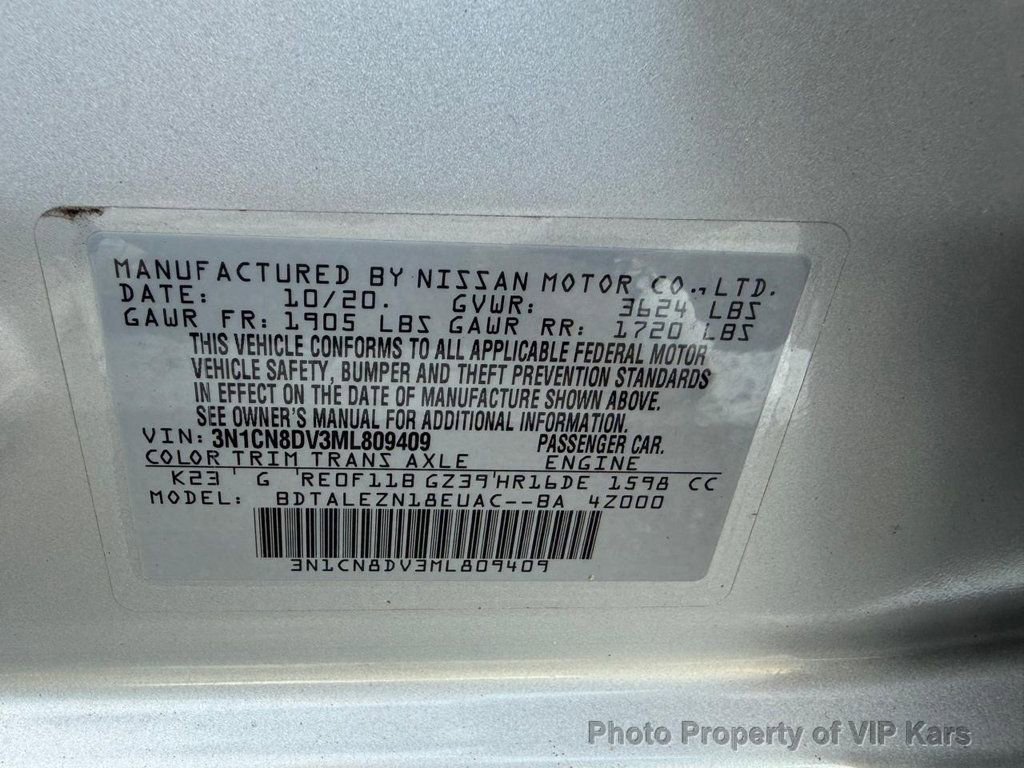 MANUFACTURED BY NISSAN MOTOR CO., LTD.
DATE: 10/20. GVWR: 3624 LBS
GAWR FR: 1905 LBS GAWR RR: 1720 LBS
THIS VEHICLE CONFORMS TO ALL APPLICABLE FEDERAL MOTOR
VEHICLE SAFETY, BUMPER AND THEFT PREVENTION STANDARDS
IN EFFECT ON THE DATE OF MANUFACTURE SHOWN ABOVE.
SEE OWNER'S MANUAL FOR ADDITIONAL INFORMATION.
VIN: 3N1CN8DV3ML809409 PASSENGER CAR.
COLOR TRIM TRANS AXLE ENGINE
K23 ' G 'RE0F11B GZ39'HR16DE 1598 CC
MODEL: BDTALEZN18EUAC--BA 4Z000
3N1CN8DV3ML809409
Photo Property of VIP Kars